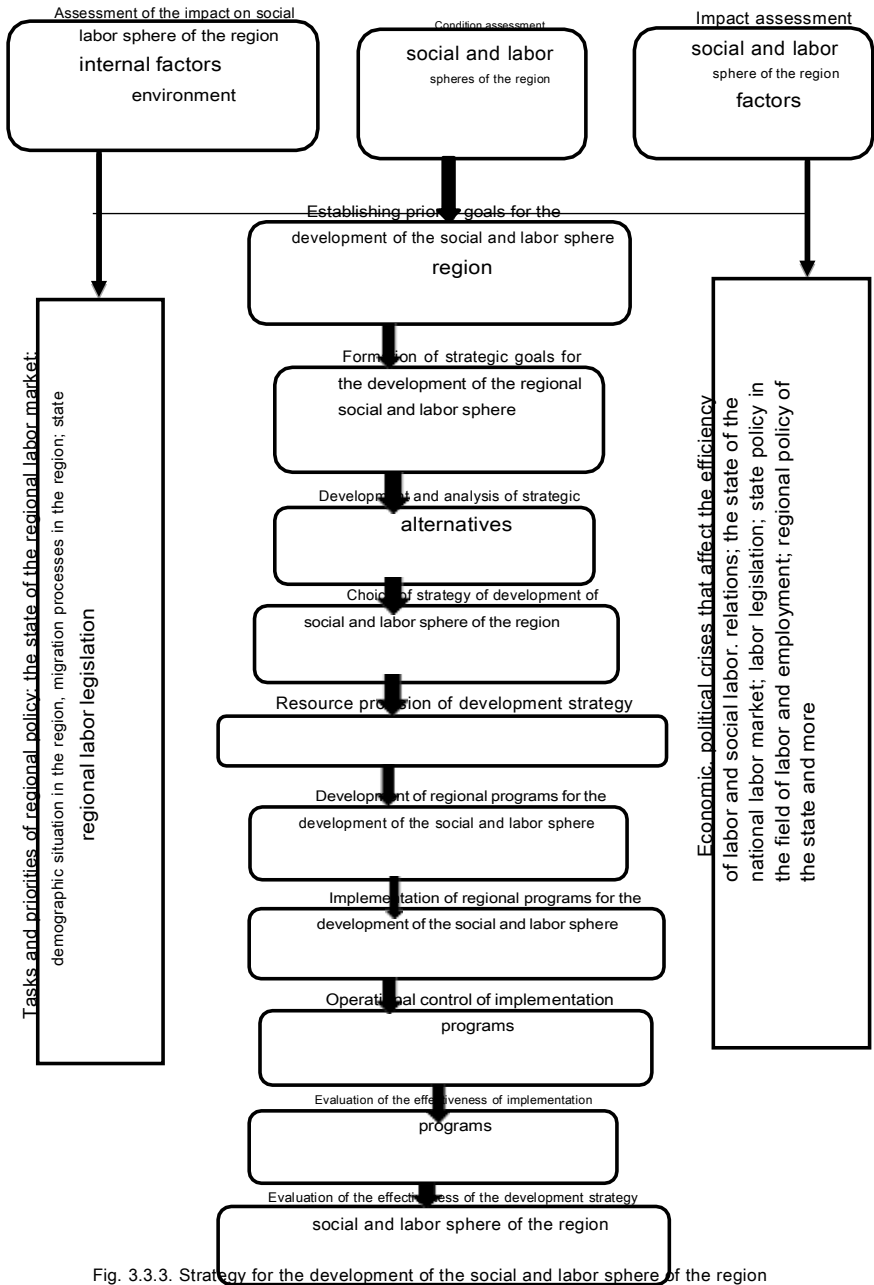 Assessment of the impact on social
labor sphere of the region
internal factors
environment
Condition assessment
social and labor
spheres of the region
Impact assessment
social and labor
sphere of the region
factors
Establishing priority goals for the
development of the social and labor sphere
region
Formation of strategic goals for
the development of the regional
social and labor sphere
Development and analysis of strategic
alternatives
Choice of strategy of development of
social and labor sphere of the region
Resource provision of development strategy
Development of regional programs for the
development of the social and labor sphere
Implementation of regional programs for the
development of the social and labor sphere
Operational control of implementation
programs
Evaluation of the effectiveness of implementation
programs
Evaluation of the effectiveness of the development strategy
social and labor sphere of the region
Tasks and priorities of regional policy; the state of the regional labor market;
demographic situation in the region, migration processes in the region; state
regional labor legislation
Economic, political crises that affect the efficiency
of labor and social labor. relations; the state of the
national labor market; labor legislation; state policy in
the field of labor and employment; regional policy of
the state and more
Fig. 3.3.3. Strategy for the development of the social and labor sphere of the region